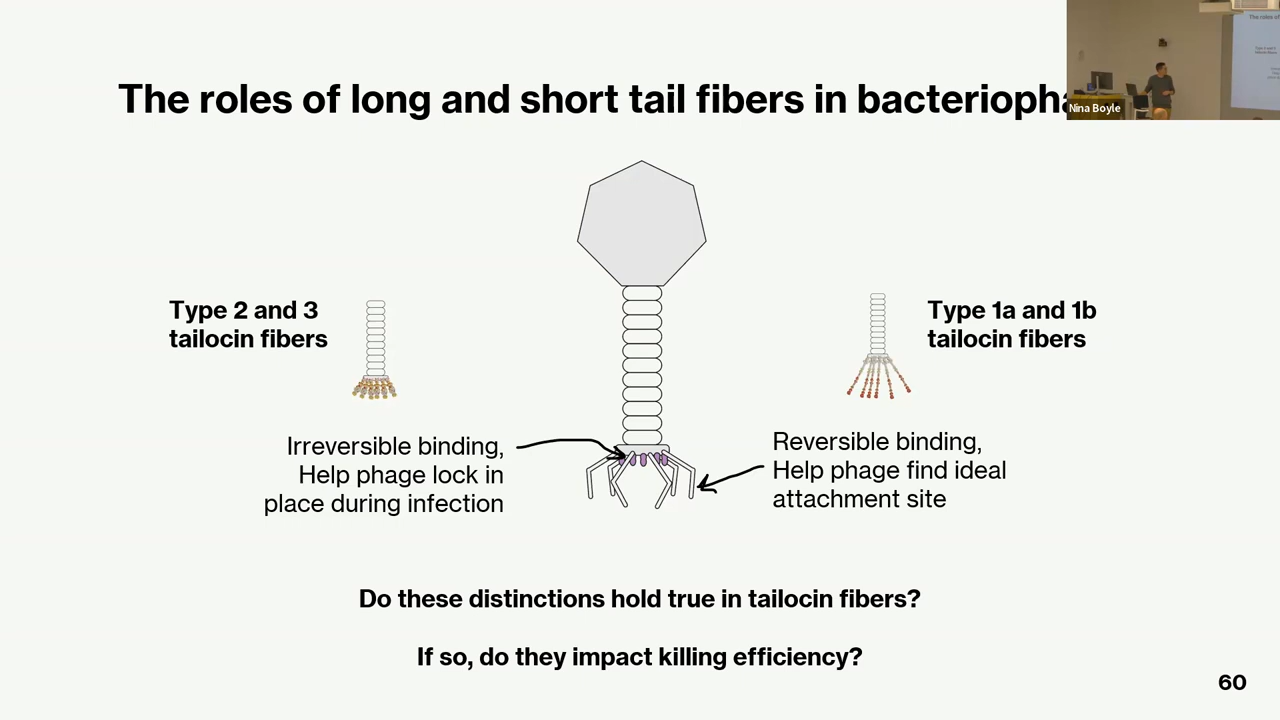 The roles of long and short tail fibers in bacteriopha
Nina Boyle
Type 2 and 3
tailocin fibers
Type 1a and 1b
tailocin fibers
Irreversible binding,
Help phage lock in
place during infection
Reversible binding,
Help phage find ideal
attachment site
Do these distinctions hold true in tailocin fibers?
If so, do they impact killing efficiency?
60